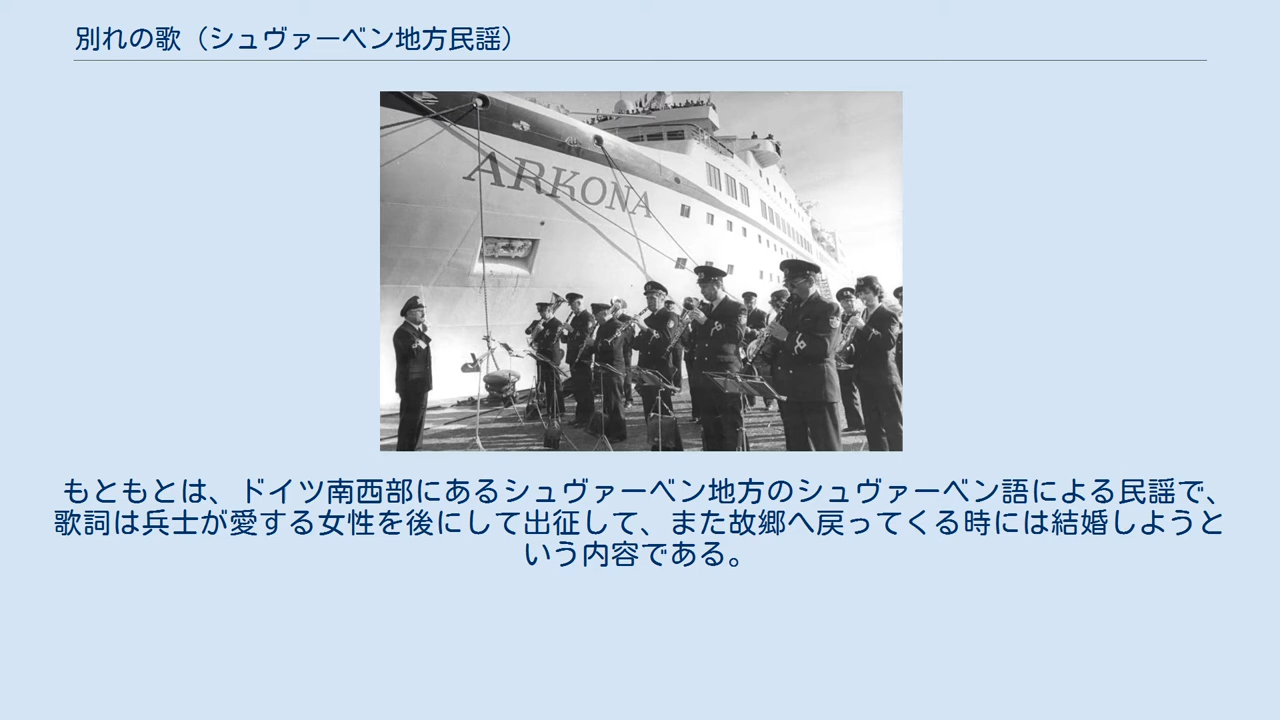 別れの歌（シュヴァーベン地方民謡）
ARKONA
もともとは、ドイツ南西部にあるシュヴァーベン地方のシュヴァーベン語による民謡で、
歌詞は兵士が愛する女性を後にして出征して、また故郷へ戻ってくる時には結婚しようと
いう内容である。